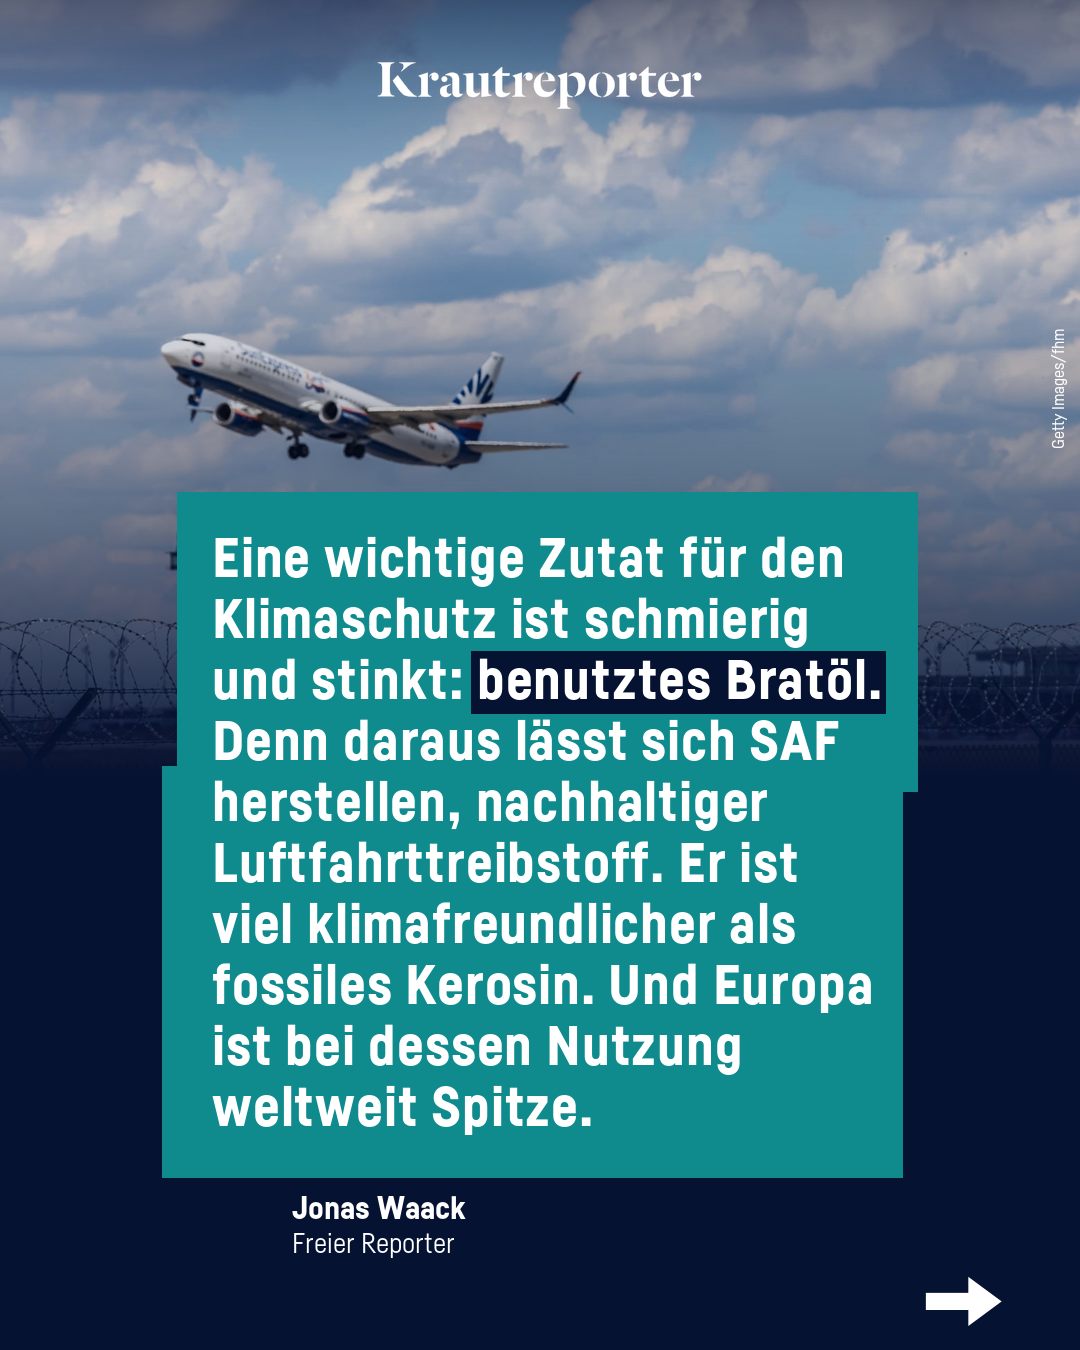 Krautreporter
Getty Images/fhm
Eine wichtige Zutat für den
Klimaschutz ist schmierig
und stinkt: benutztes Bratöl.
Denn daraus lässt sich SAF
herstellen, nachhaltiger
Luftfahrttreibstoff. Er ist
viel klimafreundlicher als
fossiles Kerosin. Und Europa
ist bei dessen Nutzung
weltweit Spitze.
Jonas Waack
Freier Reporter